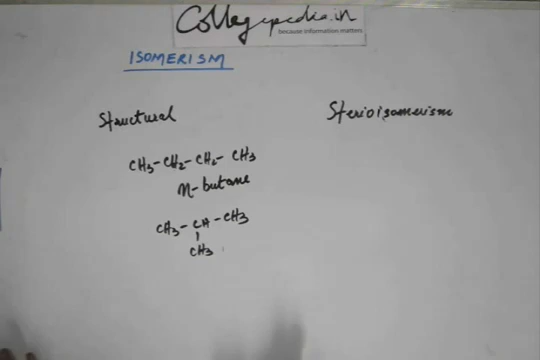 Collegepedia.in
because information matters
ISOMERISM
Structural
Sterioisomerism
CH3-CH2-CH2-CH3
n-butane
CH3-CH-CH3
CH3